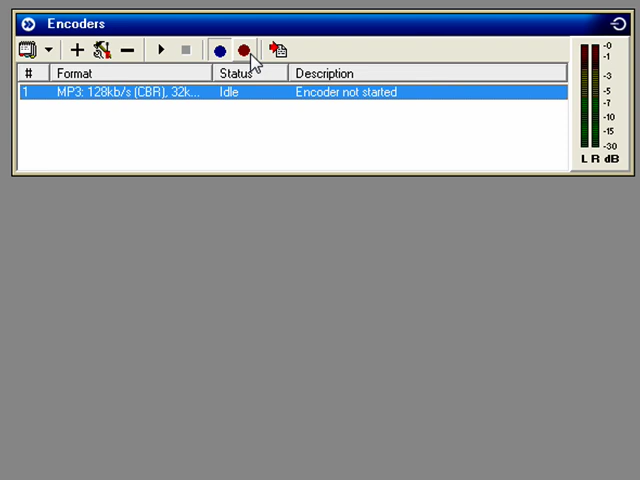 Encoders
# Format Status Description
1 MP3: 128kb/s (CBR), 32k... Idle Encoder not started
-0
-1
-3
-5
-7
-10
-15
-30
L R dB